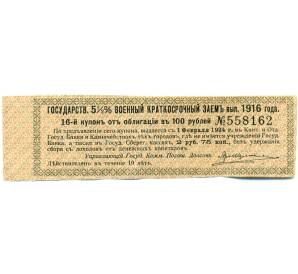 ГОСУДАРСТВ. 5½% ВОЕННЫЙ КРАТКОСРОЧНЫЙ ЗАЕМЪ вып. 1916 года.
16-й купонъ отъ облигаціи въ 100 рублей №558162
По предъявленіи сего купона, выдается съ 1 Февраля 1924 г. въ Конт. и Отд.
Госуд. Банка и Казначействахъ тѣхъ городовъ, гдѣ не имѣется учрежденій Госуд.
Банка, а также въ Госуд. Сберег. кассахъ, 2 руб. 75 коп., безъ удержанія
сбора съ доходовъ отъ денежныхъ капиталовъ.
Управляющій Госуд. Комм. Погаш. Долговъ
Дѣйствителенъ въ теченіе 10 лѣтъ.